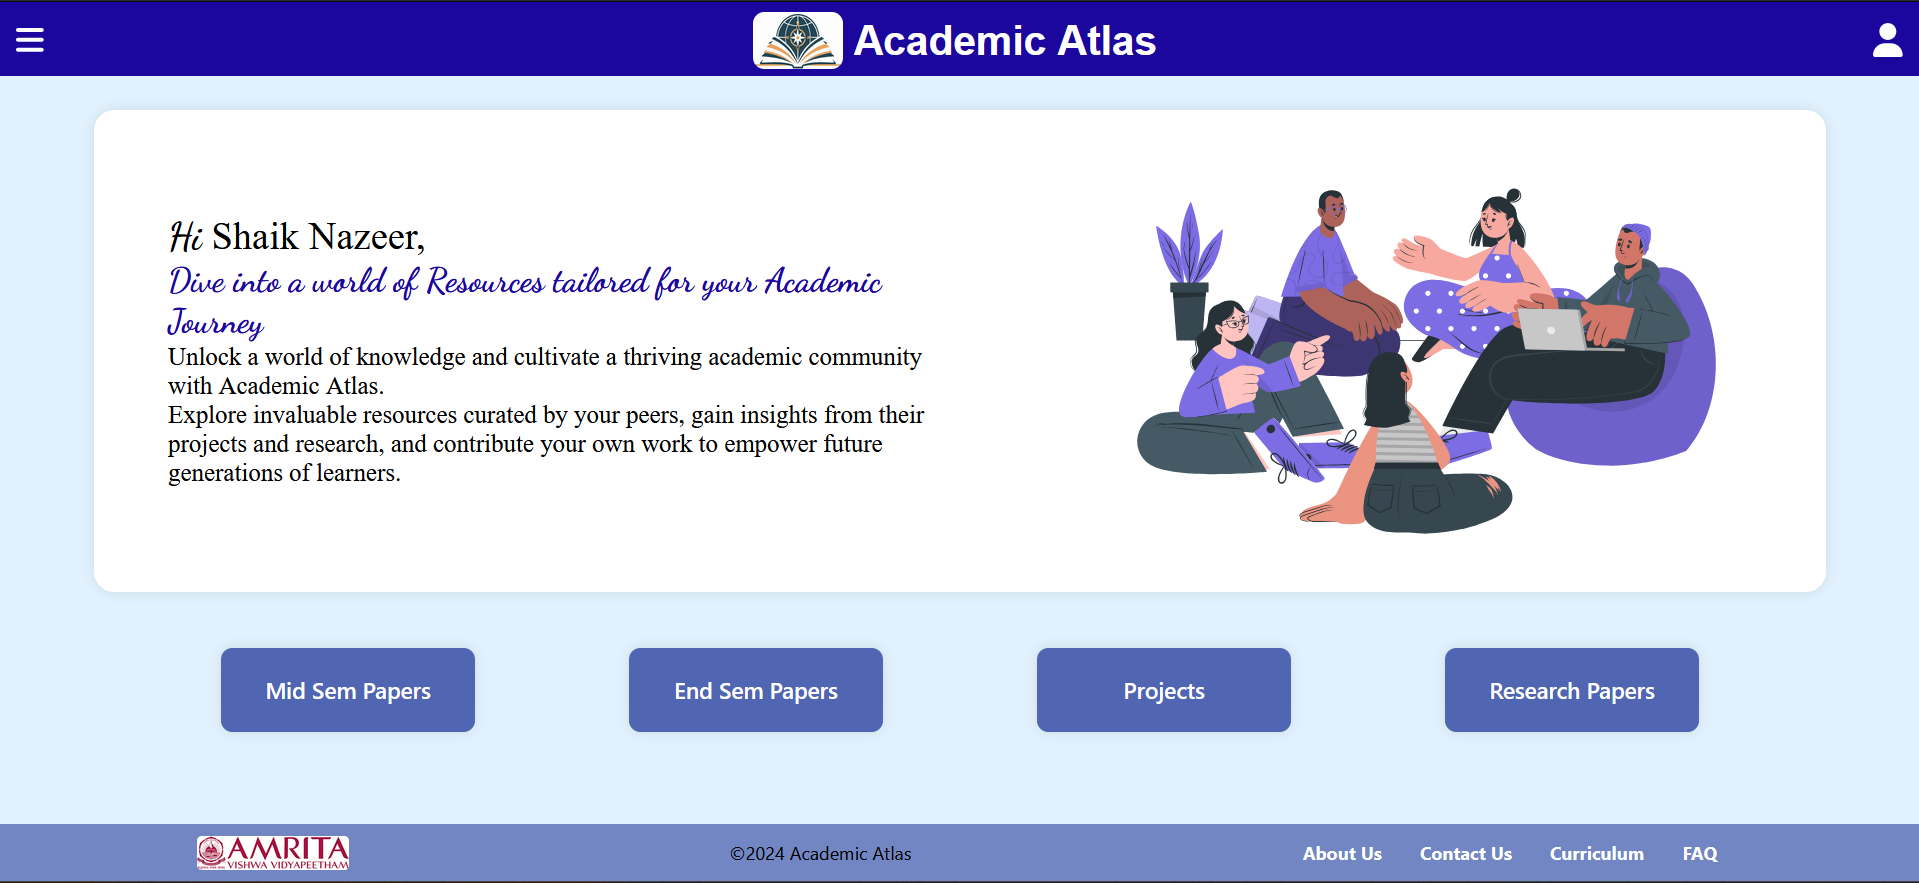 Academic Atlas
Hi Shaik Nazeer,
Dive into a world of Resources tailored for your Academic
Journey
Unlock a world of knowledge and cultivate a thriving academic community
with Academic Atlas.
Explore invaluable resources curated by your peers, gain insights from their
projects and research, and contribute your own work to empower future
generations of learners.
Mid Sem Papers
End Sem Papers
Projects
Research Papers
AMRITA
VISHWA VIDYAPEETHAM
©2024 Academic Atlas
About Us
Contact Us
Curriculum
FAQ